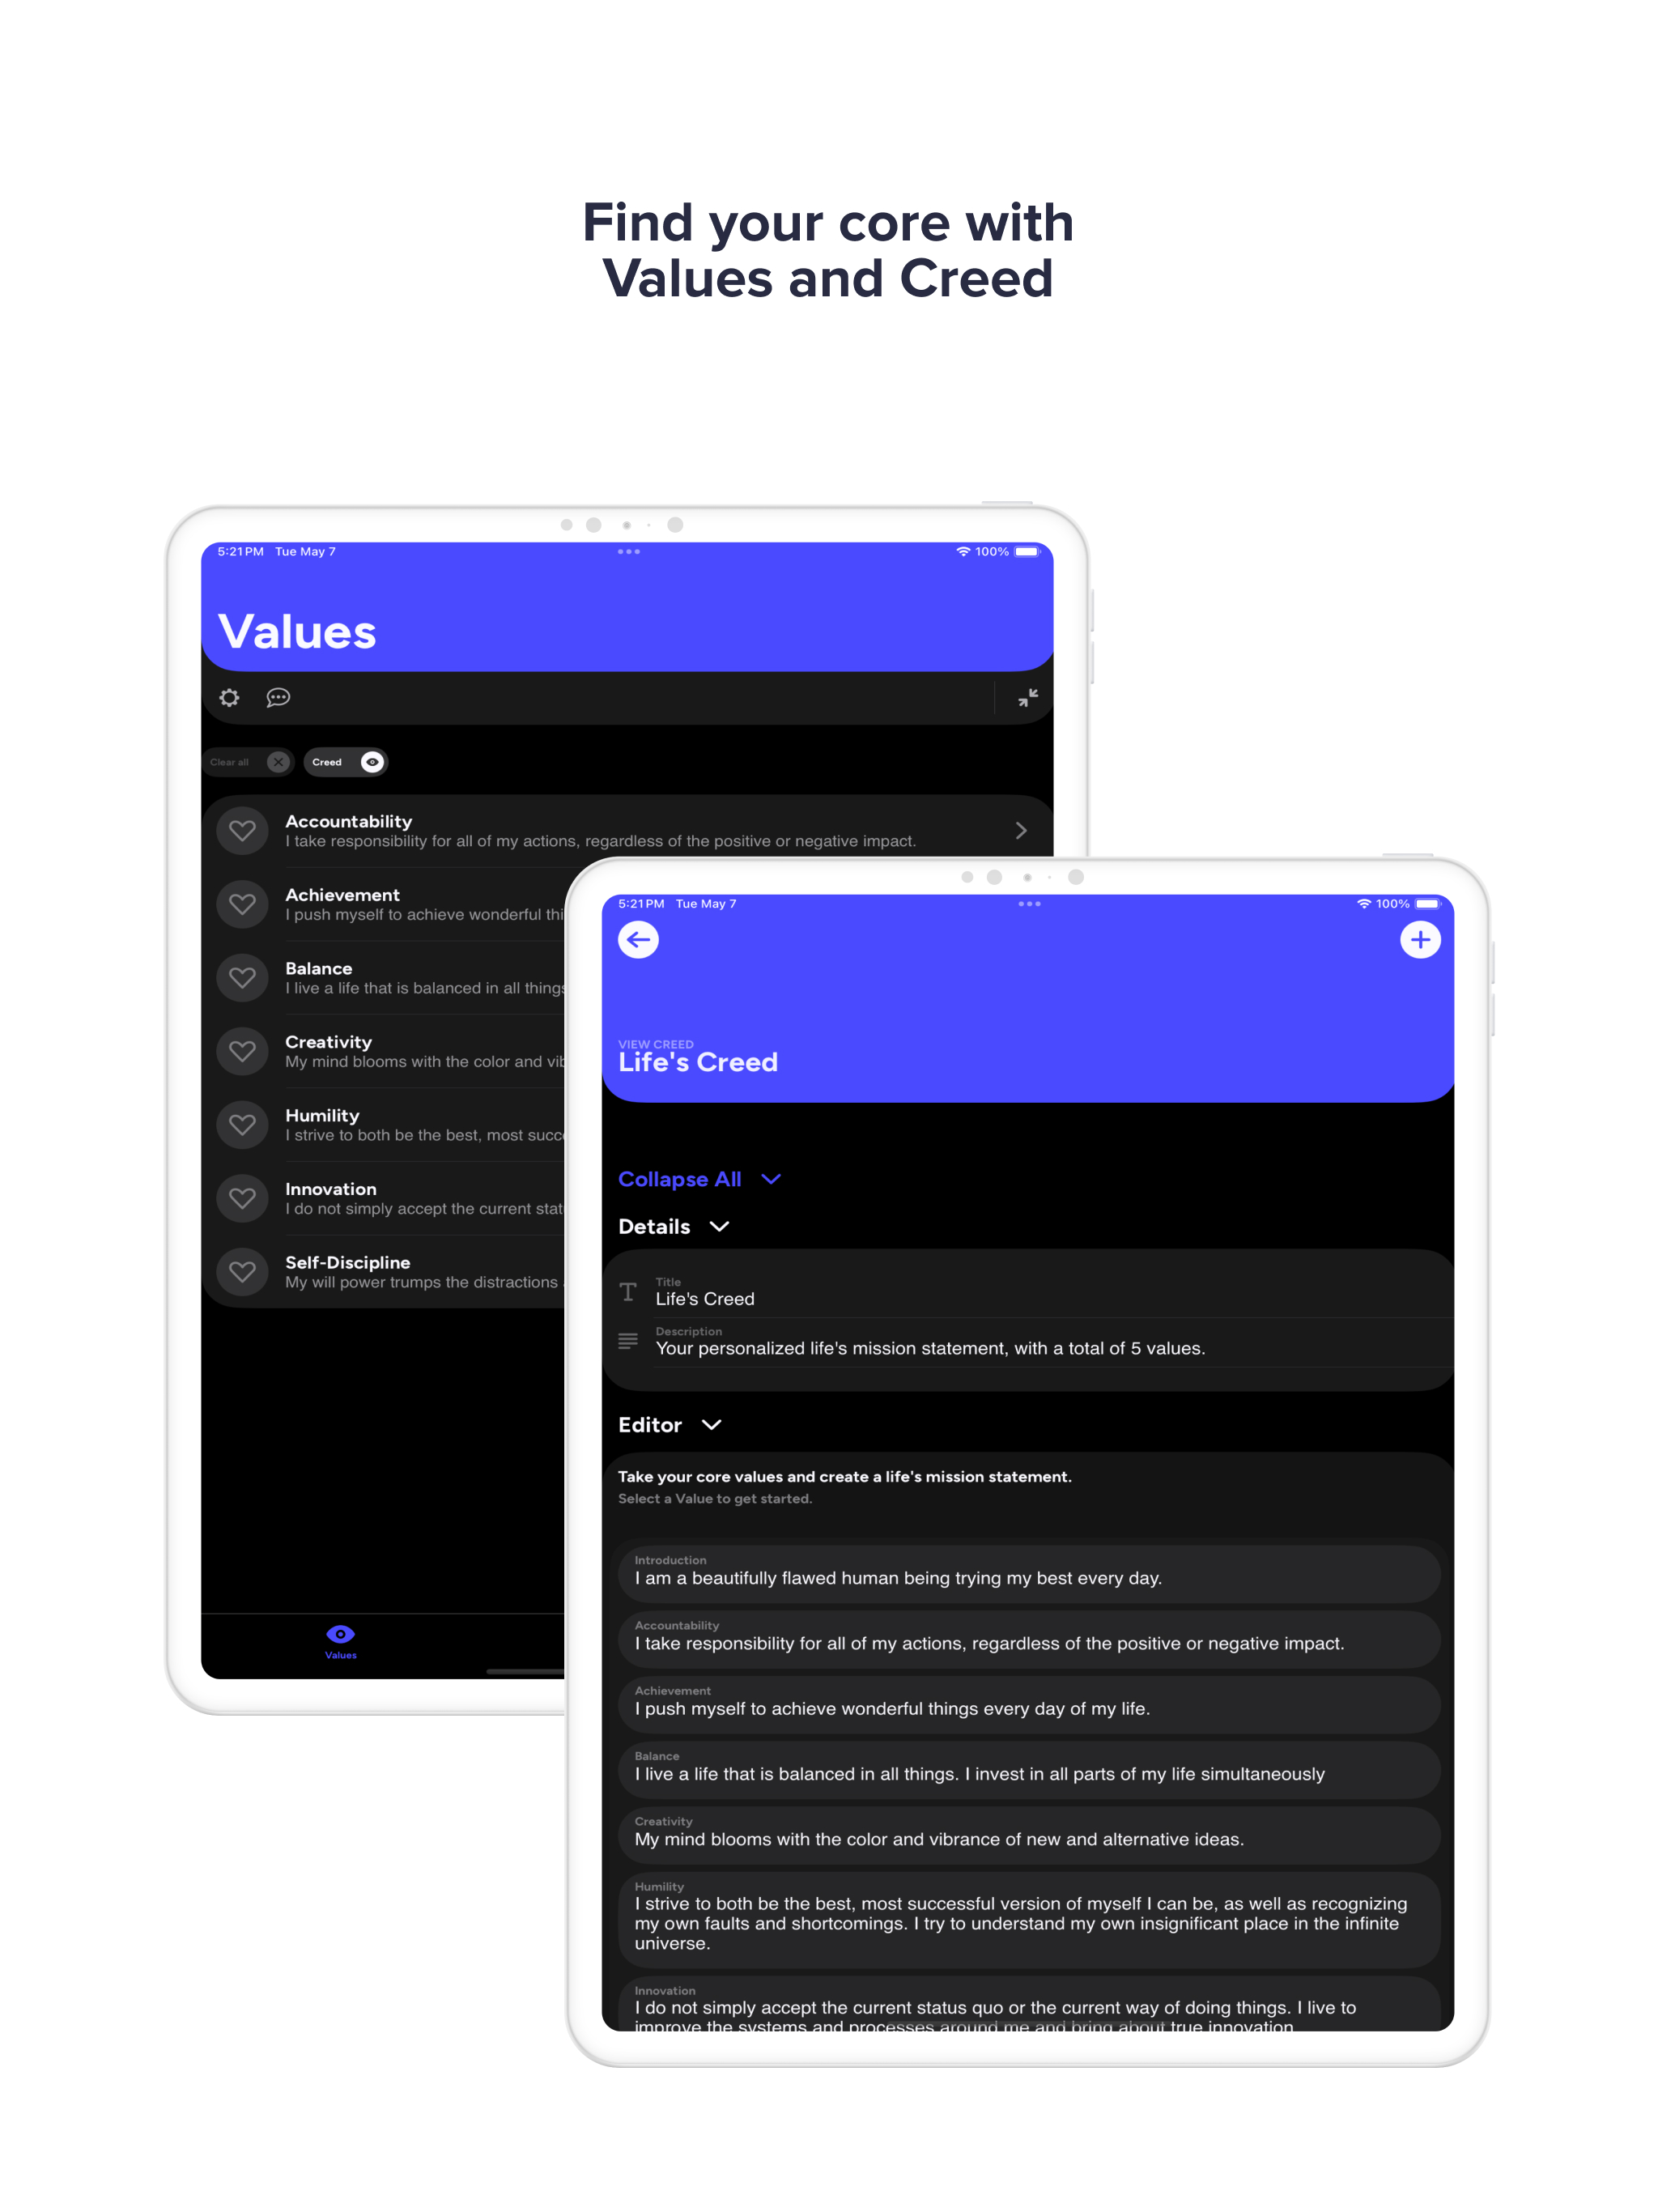 Find your core with
Values and Creed
5:21 PM Tue May 7
100%
Values
Clear all
Creed
Accountability
I take responsibility for all of my actions, regardless of the positive or negative impact.
Achievement
I push myself to achieve wonderful thi
Balance
I live a life that is balanced in all things
Creativity
My mind blooms with the color and vib
Humility
I strive to both be the best, most succ
Innovation
I do not simply accept the current stat
Self-Discipline
My will power trumps the distractions
Values
5:21 PM Tue May 7
100%
VIEW CREED
Life's Creed
Collapse All
Details
Title
Life's Creed
Description
Your personalized life's mission statement, with a total of 5 values.
Editor
Take your core values and create a life's mission statement.
Select a Value to get started.
Introduction
I am a beautifully flawed human being trying my best every day.
Accountability
I take responsibility for all of my actions, regardless of the positive or negative impact.
Achievement
I push myself to achieve wonderful things every day of my life.
Balance
I live a life that is balanced in all things. I invest in all parts of my life simultaneously
Creativity
My mind blooms with the color and vibrance of new and alternative ideas.
Humility
I strive to both be the best, most successful version of myself I can be, as well as recognizing
my own faults and shortcomings. I try to understand my own insignificant place in the infinite
universe.
Innovation
I do not simply accept the current status quo or the current way of doing things. I live to
improve the systems and processes around me and bring about true innovation